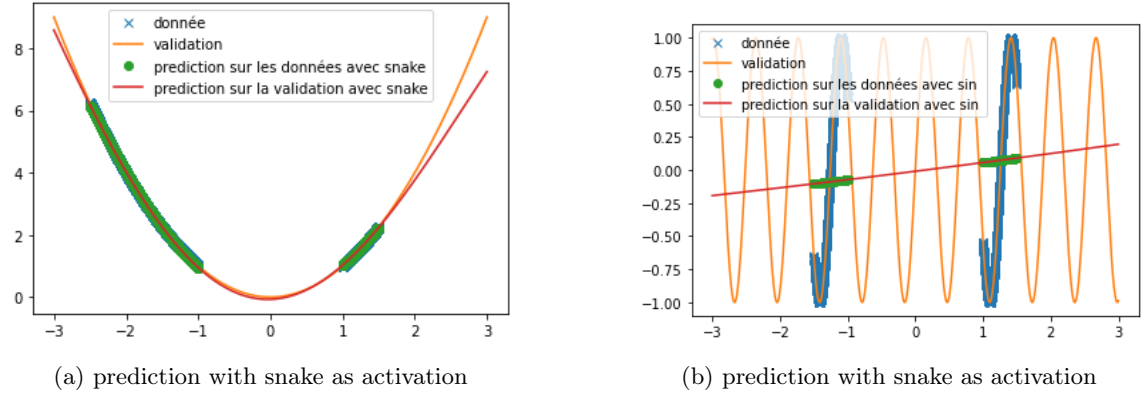 donnée
validation
prediction sur les données avec snake
prediction sur la validation avec snake
8
6
4
2
0
−3 −2 −1 0 1 2 3
(a) prediction with snake as activation
donnée
validation
prediction sur les données avec sin
prediction sur la validation avec sin
1.00
0.75
0.50
0.25
0.00
−0.25
−0.50
−0.75
−1.00
−3 −2 −1 0 1 2 3
(b) prediction with snake as activation